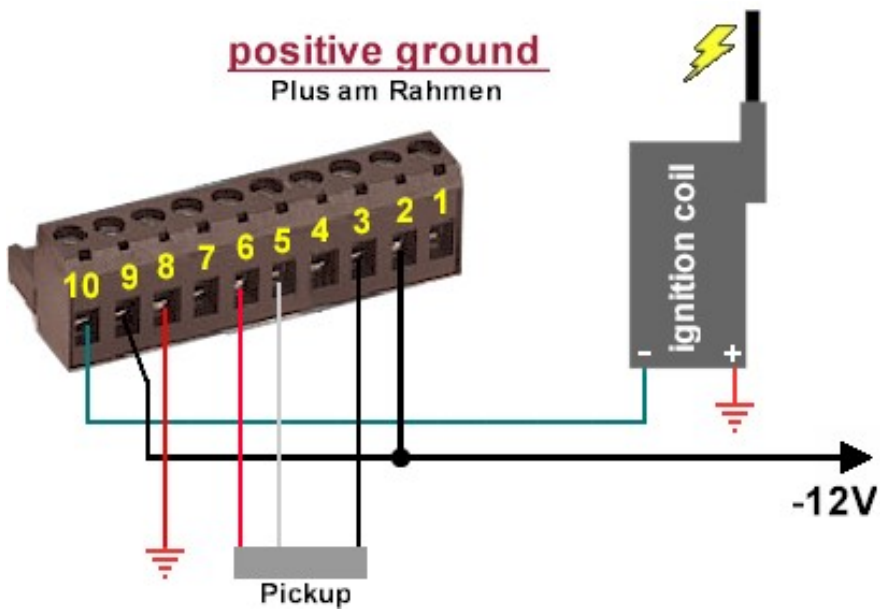 positive ground
Plus am Rahmen
10 9 8 7 6 5 4 3 2 1
ignition coil
- +
-12V
Pickup